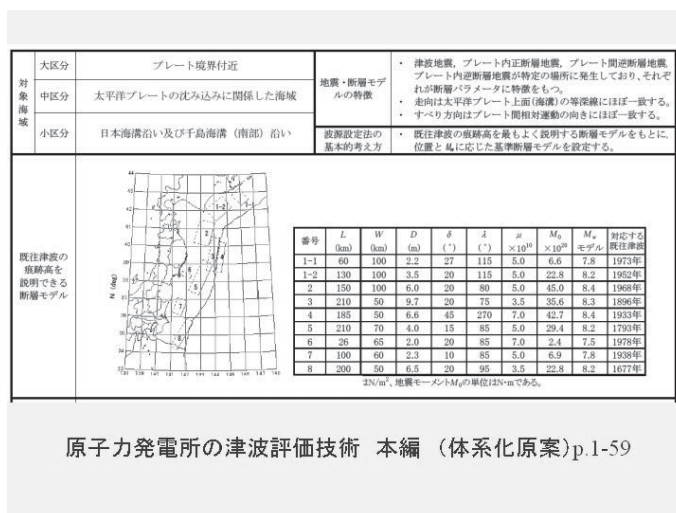 対象海域
大区分
プレート境界付近
中区分
太平洋プレートの沈み込みに関係した海域
小区分
日本海溝沿い及び千島海溝（南部）沿い
地震・断層モデ
ルの特徴
・ 津波地震，プレート内正断層地震，プレート間逆断層地震，
プレート内逆断層地震が特定の場所に発生しており、それぞ
れが断層パラメータに特徴をもつ。
・ 走向は太平洋プレート上面（海溝）の等深線にほぼ一致する。
・ すべり方向はプレート間相対運動の向きにほぼ一致する。
波源設定法の
基本的考え方
・ 既往津波の痕跡高を最もよく説明する断層モデルをもとに、
位置と Mwに応じた基準断層モデルを設定する。
既往津波の
痕跡高を
説明できる
断層モデル
N (deg)
番号 L (km) W (km) D (m) δ (°) λ (°) μ ×10¹⁰ M₀ ×10²⁰ Mw モデル 対応する既往津波
1-1 60 100 2.2 27 115 5.0 6.6 7.8 1973年
1-2 130 100 3.5 20 115 5.0 22.8 8.2 1952年
2 150 100 6.0 20 80 5.0 45.0 8.4 1968年
3 210 50 9.7 20 75 3.5 35.6 8.3 1896年
4 185 50 6.6 45 270 7.0 42.7 8.4 1933年
5 210 70 4.0 15 85 5.0 29.4 8.2 1793年
6 26 65 2.0 20 85 7.0 2.4 7.5 1978年
7 100 60 2.3 10 85 5.0 6.9 7.8 1938年
8 200 50 6.5 20 95 3.5 22.8 8.2 1677年
N/m²、地震モーメントM₀の単位はN・mである。
原子力発電所の津波評価技術 本編 （体系化原案）p.1-59